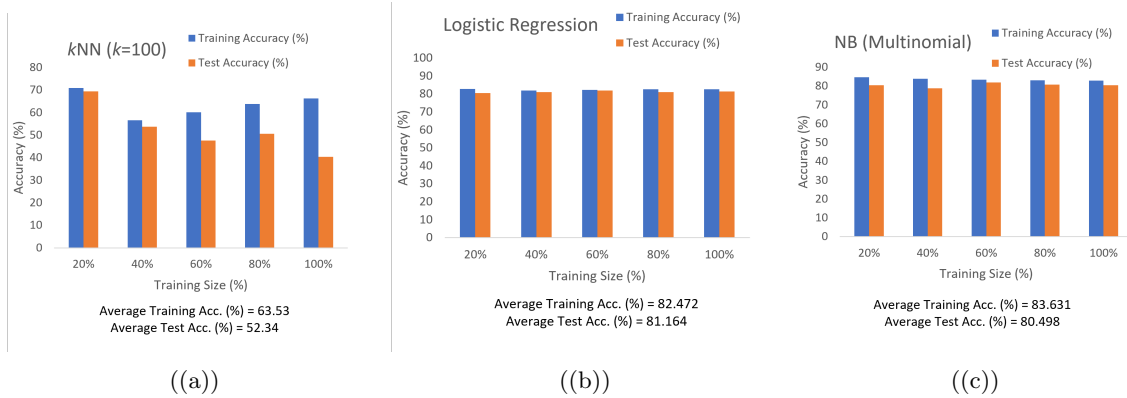 kNN (k=100)
Training Accuracy (%)
Test Accuracy (%)
80
70
60
50
40
30
20
10
0
Accuracy (%)
20% 40% 60% 80% 100%
Training Size (%)
Average Training Acc. (%) = 63.53
Average Test Acc. (%) = 52.34
((a))
Logistic Regression
Training Accuracy (%)
Test Accuracy (%)
100
90
80
70
60
50
40
30
20
10
0
Accuracy (%)
20% 40% 60% 80% 100%
Training Size (%)
Average Training Acc. (%) = 82.472
Average Test Acc. (%) = 81.164
((b))
NB (Multinomial)
Training Accuracy (%)
Test Accuracy (%)
90
80
70
60
50
40
30
20
10
0
Accuracy (%)
20% 40% 60% 80% 100%
Training Size (%)
Average Training Acc. (%) = 83.631
Average Test Acc. (%) = 80.498
((c))